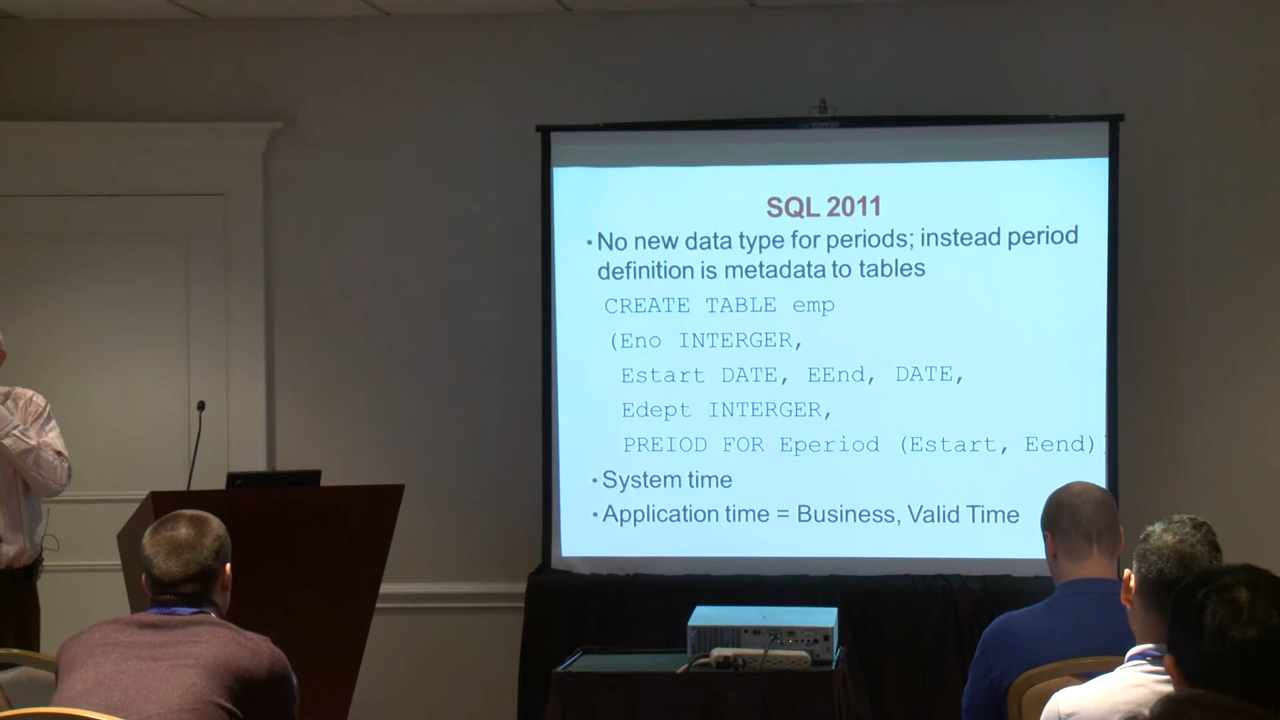 SQL 2011
• No new data type for periods; instead period
definition is metadata to tables
CREATE TABLE emp
(Eno INTERGER,
Estart DATE, EEnd, DATE,
Edept INTERGER,
PREIOD FOR Eperiod (Estart, Eend)
• System time
• Application time = Business, Valid Time